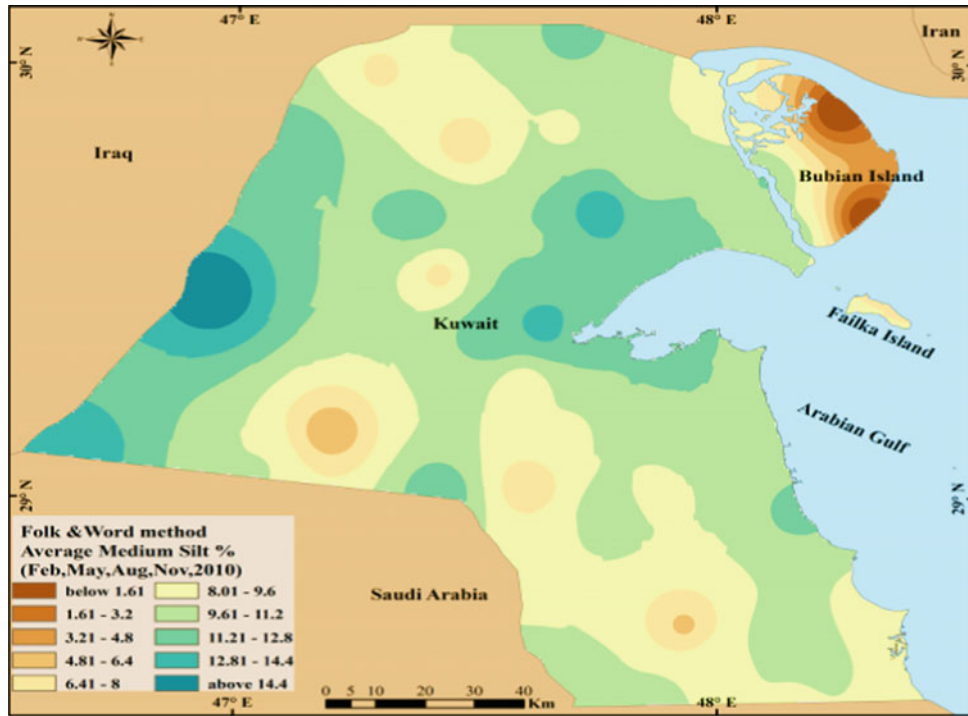 47° E 48° E
Iran
30° N 30° N
Iraq
Bubian Island
Kuwait
Failka Island
Arabian Gulf
29° N 29° N
Folk &Word method
Average Medium Silt %
(Feb,May,Aug,Nov,2010)
below 1.61 8.01 - 9.6
1.61 - 3.2 9.61 - 11.2
3.21 - 4.8 11.21 - 12.8
4.81 - 6.4 12.81 - 14.4
6.41 - 8 above 14.4
Saudi Arabia
0 5 10 20 30 40
Km
47° E 48° E